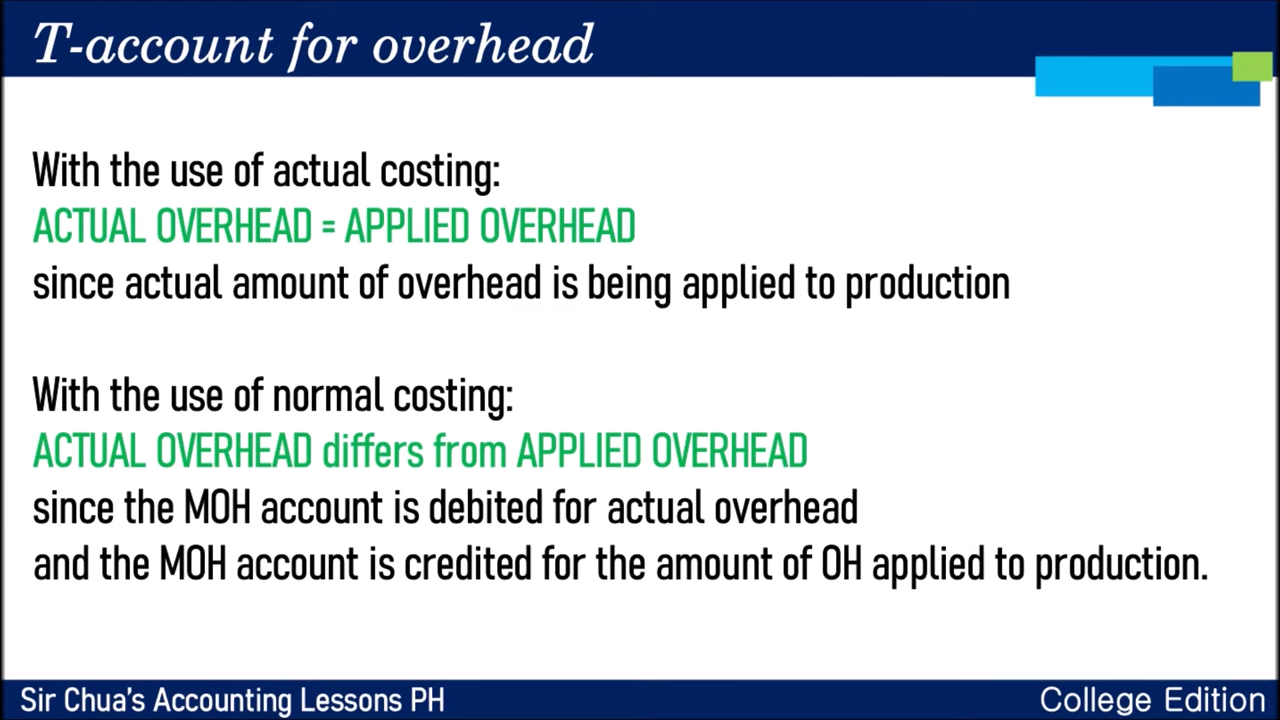 T-account for overhead
With the use of actual costing:
ACTUAL OVERHEAD = APPLIED OVERHEAD
since actual amount of overhead is being applied to production
With the use of normal costing:
ACTUAL OVERHEAD differs from APPLIED OVERHEAD
since the MOH account is debited for actual overhead
and the MOH account is credited for the amount of OH applied to production.
Sir Chua's Accounting Lessons PH
College Edition